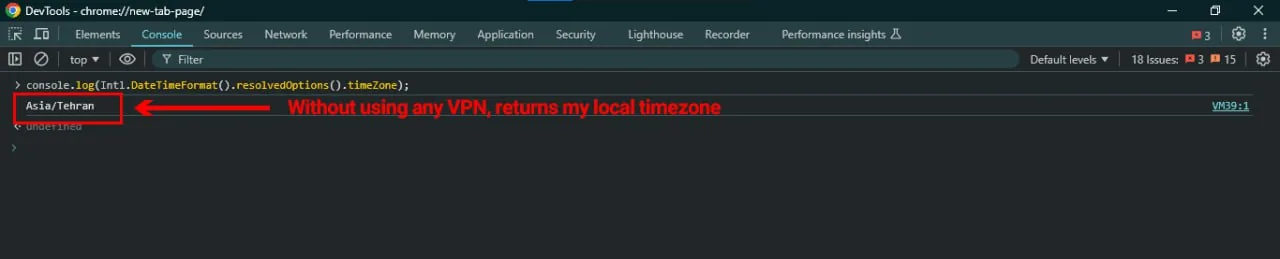 DevTools - chrome://new-tab-page/
Elements Console Sources Network Performance Memory Application Security Lighthouse Recorder Performance insights 3
top Filter Default levels 18 Issues: 3 15
console.log(Intl.DateTimeFormat().resolvedOptions().timeZone);
Asia/Tehran Without using any VPN, returns my local timezone VM39:1
undefined